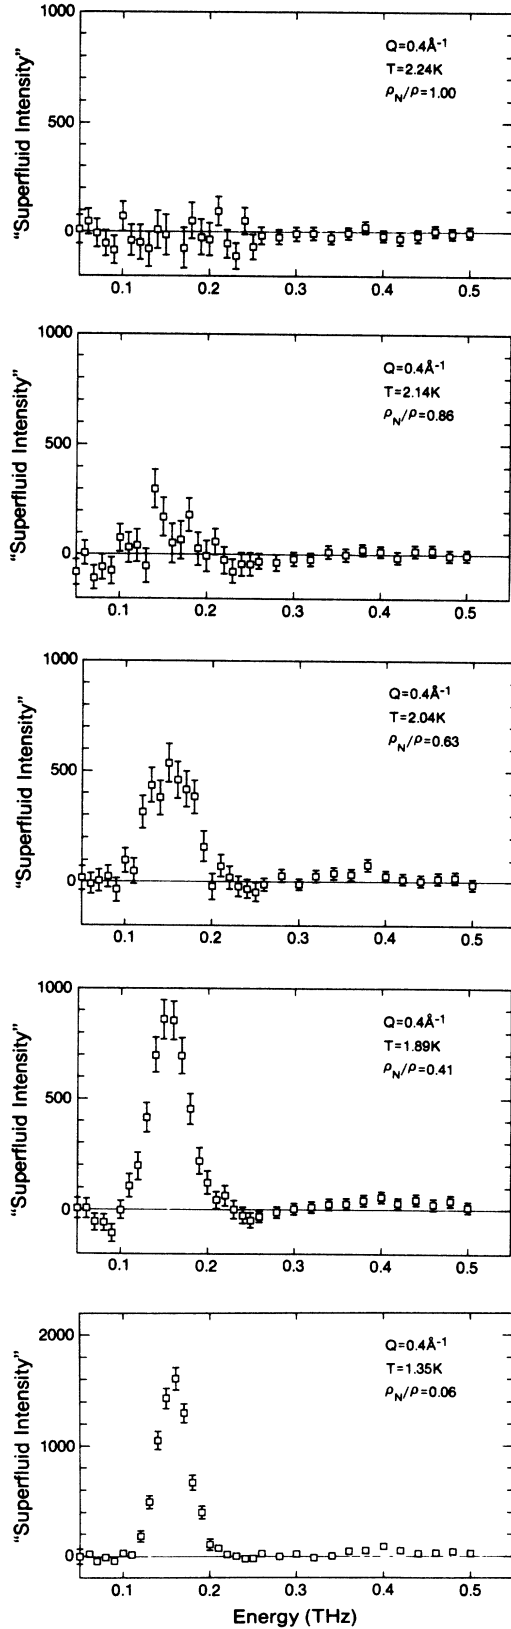 1000
Q=0.4Å⁻¹
T=2.24K
ρN/ρ=1.00
500
"Superfluid Intensity"
0
0.1 0.2 0.3 0.4 0.5
1000
Q=0.4Å⁻¹
T=2.14K
ρN/ρ=0.86
500
"Superfluid Intensity"
0
0.1 0.2 0.3 0.4 0.5
1000
Q=0.4Å⁻¹
T=2.04K
ρN/ρ=0.63
500
"Superfluid Intensity"
0
0.1 0.2 0.3 0.4 0.5
1000
Q=0.4Å⁻¹
T=1.89K
ρN/ρ=0.41
500
"Superfluid Intensity"
0
0.1 0.2 0.3 0.4 0.5
2000
Q=0.4Å⁻¹
T=1.35K
ρN/ρ=0.06
1000
"Superfluid Intensity"
0
0.1 0.2 0.3 0.4 0.5
Energy (THz)